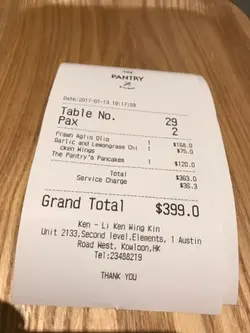 THE
PANTRY
Date:2017-01-13 19:17:59
Table No. 29
Pax 2
Prawn Aglio Olio 1 $168.0
Garlic and Lemongrass Chi 1 $75.0
cken Wings
The Pantry's Pancakes 1 $120.0
Total $363.0
Service Charge $36.3
Grand Total $399.0
Ken - Li Ken Wing Kin
Unit 2133,Second level,Elements, 1 Austin
Road West, Kowloon,HK
Tel:23488219
THANK YOU